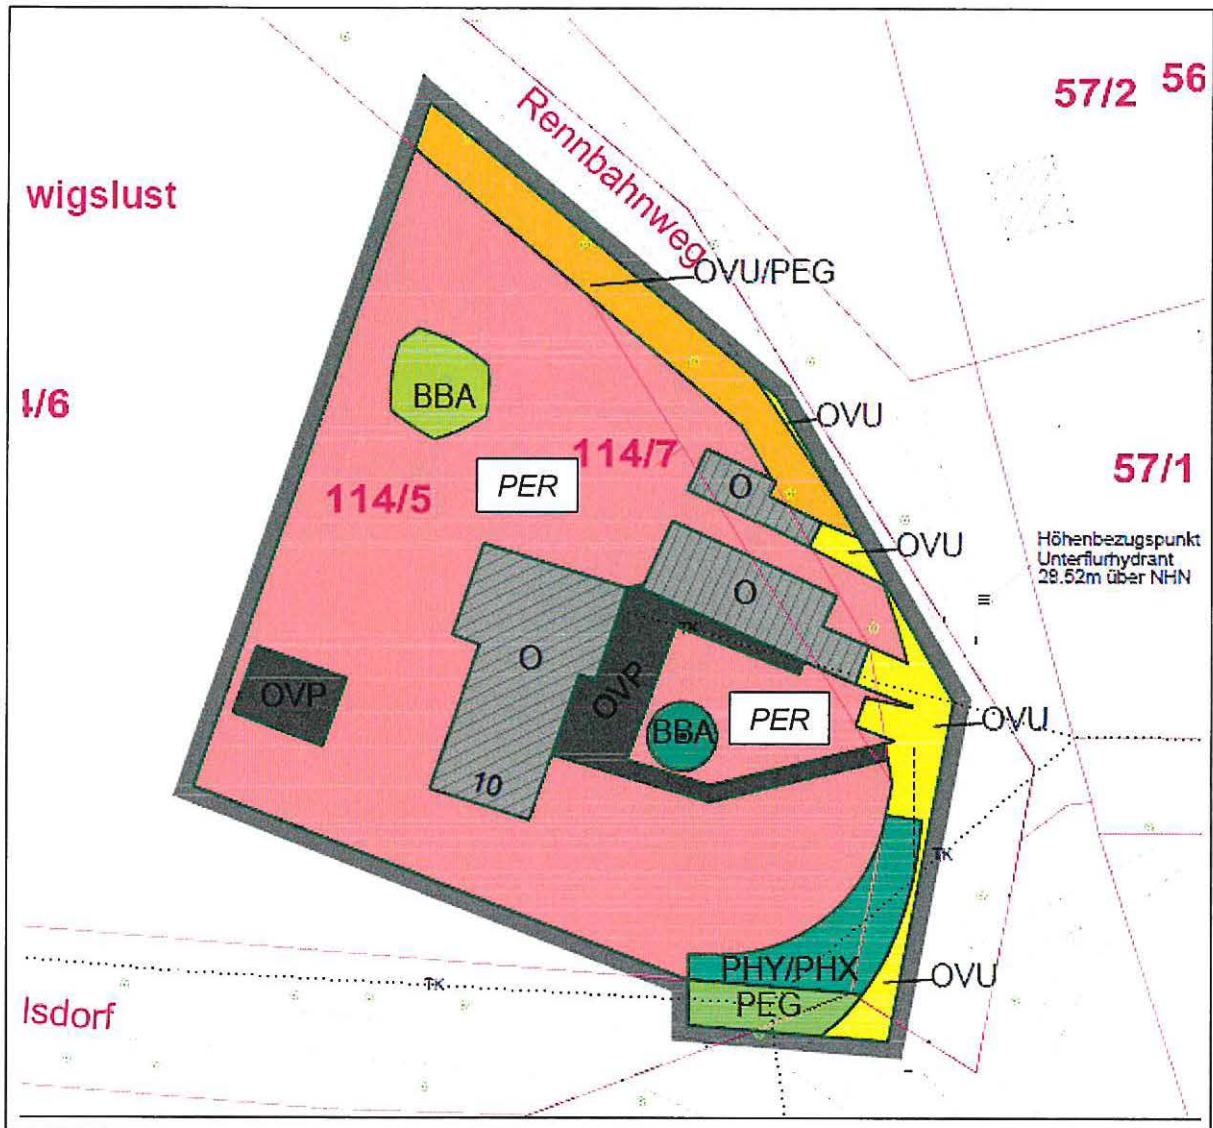 57/2
56
Rennbahnweg
wigslust
OVU/PEG
BBA
4/6
OVU
114/7
57/1
PER
O
114/5
OVU
Höhenbezugspunkt
Unterflurhydrant
28.52m über NHN
O
TK
O
OVP
OVP
BBA
PER
OVU
10
TK
PHY/PHX
OVU
TK
PEG
lsdorf